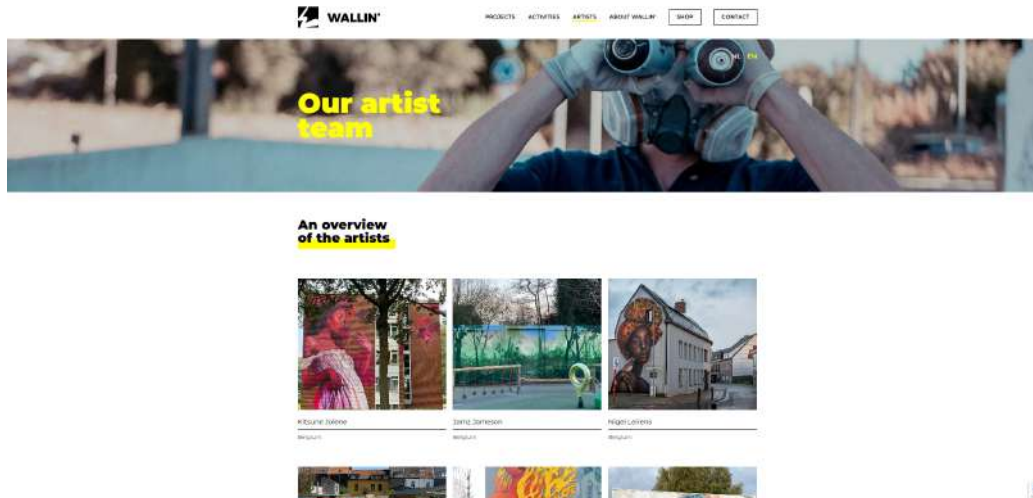 WALLIN'
PROJECTS ACTIVITIES ARTISTS ABOUT WALLIN' SHOP CONTACT
NL EN
Our artist
team
An overview
of the artists
Kitsune Jolene
Jamz Jameson
Nigel Leirens
Belgium
Belgium
Belgium